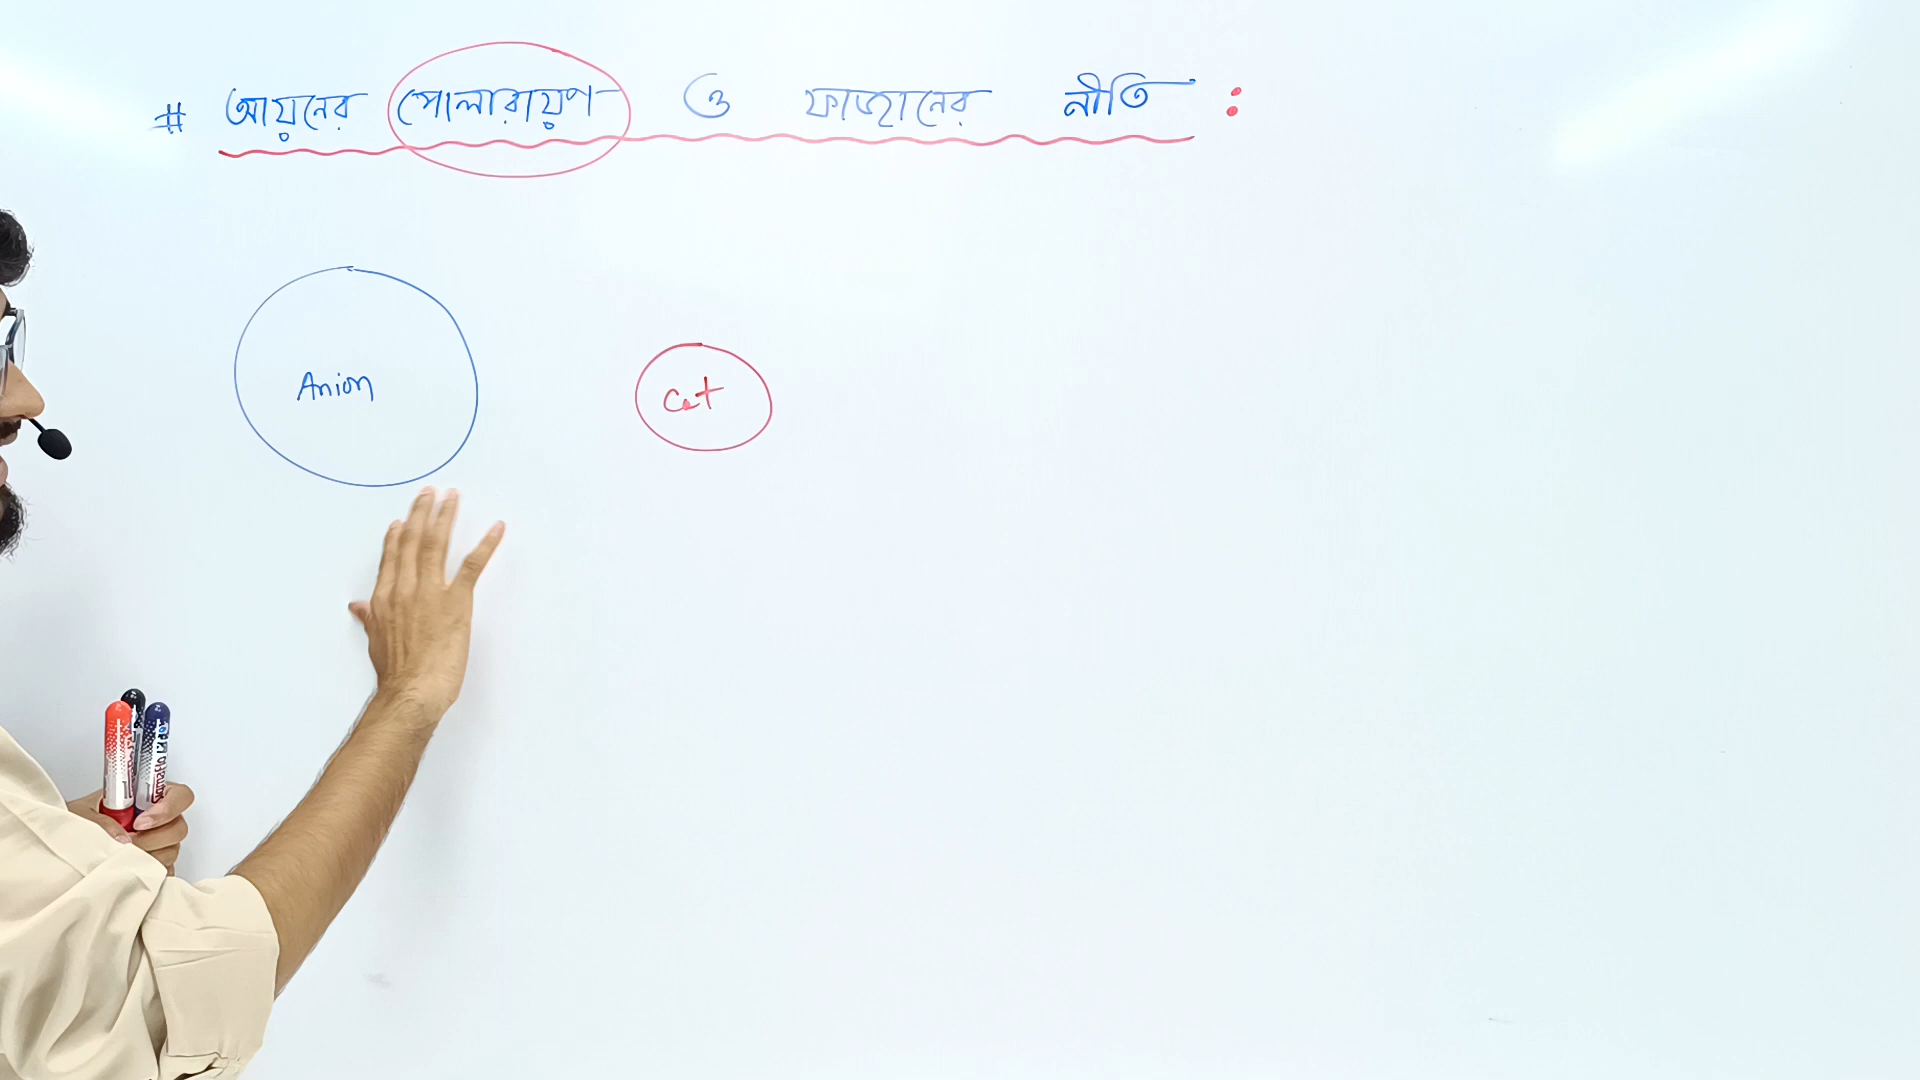 # আয়নের পোলারায়ণ ও ফাজানের নীতি :
Anion
Cat